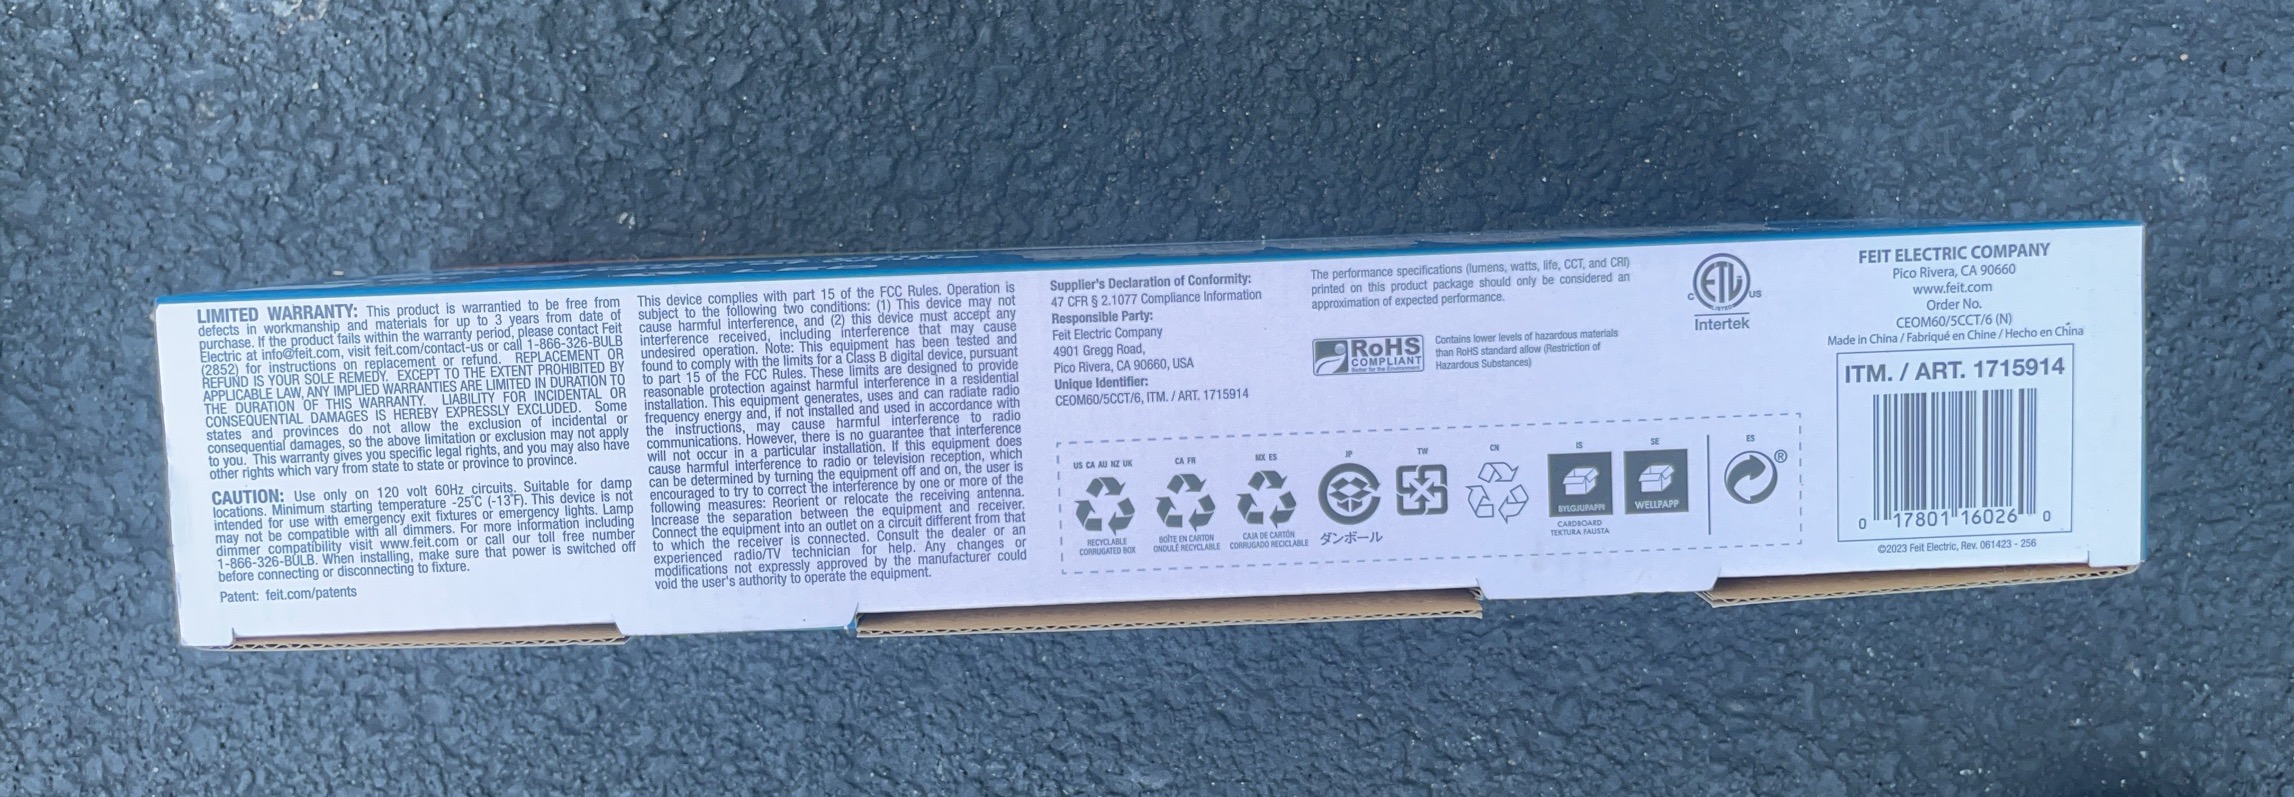 LIMITED WARRANTY: This product is warrantied to be free from
defects in workmanship and materials for up to 3 years from date of
purchase. If the product fails within the warranty period, please contact Feit
Electric at info@feit.com, visit feit.com/contact-us or call 1-866-326-BULB
(2852) for instructions on replacement or refund. REPLACEMENT OR
REFUND IS YOUR SOLE REMEDY. EXCEPT TO THE EXTENT PROHIBITED BY
APPLICABLE LAW, ANY IMPLIED WARRANTIES ARE LIMITED IN DURATION TO
THE DURATION OF THIS WARRANTY. LIABILITY FOR INCIDENTAL OR
CONSEQUENTIAL DAMAGES IS HEREBY EXPRESSLY EXCLUDED. Some
states and provinces do not allow the exclusion of incidental or
consequential damages, so the above limitation or exclusion may not apply
to you. This warranty gives you specific legal rights, and you may also have
other rights which vary from state to state or province to province.
CAUTION: Use only on 120 volt 60Hz circuits. Suitable for damp
locations. Minimum starting temperature -25°C (-13°F). This device is not
intended for use with emergency exit fixtures or emergency lights. Lamp
may not be compatible with all dimmers. For more information including
dimmer compatibility visit www.feit.com or call our toll free number
1-866-326-BULB. When installing, make sure that power is switched off
before connecting or disconnecting to fixture.
Patent: feit.com/patents
This device complies with part 15 of the FCC Rules. Operation is
subject to the following two conditions: (1) This device may not
cause harmful interference, and (2) this device must accept any
interference received, including interference that may cause
undesired operation. Note: This equipment has been tested and
found to comply with the limits for a Class B digital device, pursuant
to part 15 of the FCC Rules. These limits are designed to provide
reasonable protection against harmful interference in a residential
installation. This equipment generates, uses and can radiate radio
frequency energy and, if not installed and used in accordance with
the instructions, may cause harmful interference to radio
communications. However, there is no guarantee that interference
will not occur in a particular installation. If this equipment does
cause harmful interference to radio or television reception, which
can be determined by turning the equipment off and on, the user is
encouraged to try to correct the interference by one or more of the
following measures: Reorient or relocate the receiving antenna.
Increase the separation between the equipment and receiver.
Connect the equipment into an outlet on a circuit different from that
to which the receiver is connected. Consult the dealer or an
experienced radio/TV technician for help. Any changes or
modifications not expressly approved by the manufacturer could
void the user's authority to operate the equipment.
Supplier's Declaration of Conformity:
47 CFR § 2.1077 Compliance Information
Responsible Party:
Feit Electric Company
4901 Gregg Road,
Pico Rivera, CA 90660, USA
Unique Identifier:
CEOM60/5CCT/6, ITM. / ART. 1715914
The performance specifications (lumens, watts, life, CCT, and CRI)
printed on this product package should only be considered an
approximation of expected performance.
RoHS
COMPLIANT
Better for the Environment
Contains lower levels of hazardous materials
than RoHS standard allow (Restriction of
Hazardous Substances)
C ETL US
LISTED
Intertek
US CA AU NZ UK
RECYCLABLE
CORRUGATED BOX
CA FR
BOÎTE EN CARTON
ONDULÉ RECYCLABLE
MX ES
CAJA DE CARTÓN
CORRUGADO RECICLABLE
JP
ダンボール
TW
CN
IS
BYLGJUPAPPI
CARDBOARD
TEKTURA FALISTA
SE
WELLPAPP
ES
®
FEIT ELECTRIC COMPANY
Pico Rivera, CA 90660
www.feit.com
Order No.
CEOM60/5CCT/6 (N)
Made in China / Fabriqué en Chine / Hecho en China
ITM. / ART. 1715914
0 17801 16026 0
©2023 Feit Electric, Rev. 061423 - 256